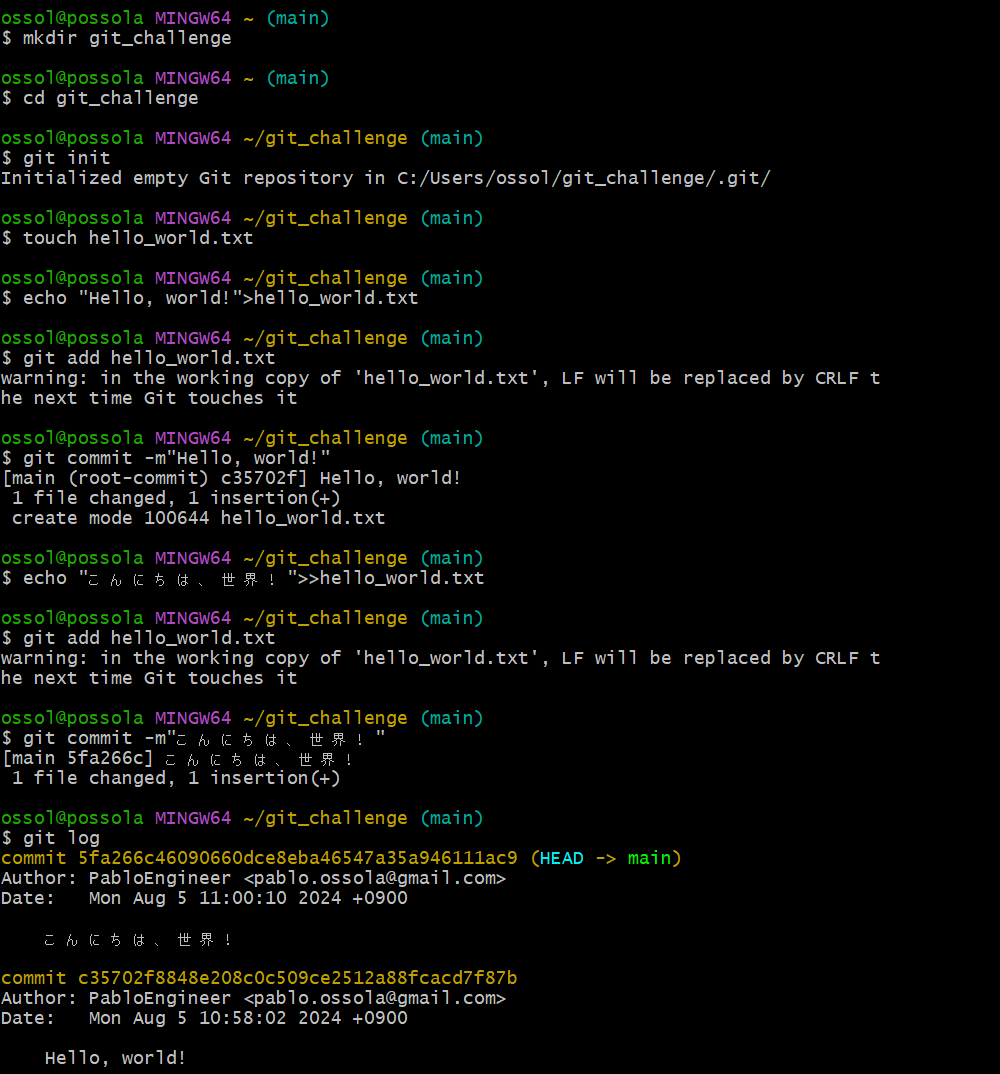 ossol@possola MINGW64 ~ (main)
$ mkdir git_challenge
ossol@possola MINGW64 ~ (main)
$ cd git_challenge
ossol@possola MINGW64 ~/git_challenge (main)
$ git init
Initialized empty Git repository in C:/Users/ossol/git_challenge/.git/
ossol@possola MINGW64 ~/git_challenge (main)
$ touch hello_world.txt
ossol@possola MINGW64 ~/git_challenge (main)
$ echo "Hello, world!">hello_world.txt
ossol@possola MINGW64 ~/git_challenge (main)
$ git add hello_world.txt
warning: in the working copy of 'hello_world.txt', LF will be replaced by CRLF t
he next time Git touches it
ossol@possola MINGW64 ~/git_challenge (main)
$ git commit -m"Hello, world!"
[main (root-commit) c35702f] Hello, world!
 1 file changed, 1 insertion(+)
 create mode 100644 hello_world.txt
ossol@possola MINGW64 ~/git_challenge (main)
$ echo "こんにちは、世界！">>hello_world.txt
ossol@possola MINGW64 ~/git_challenge (main)
$ git add hello_world.txt
warning: in the working copy of 'hello_world.txt', LF will be replaced by CRLF t
he next time Git touches it
ossol@possola MINGW64 ~/git_challenge (main)
$ git commit -m"こんにちは、世界！"
[main 5fa266c] こんにちは、世界！
 1 file changed, 1 insertion(+)
ossol@possola MINGW64 ~/git_challenge (main)
$ git log
commit 5fa266c46090660dce8eba46547a35a946111ac9 (HEAD -> main)
Author: PabloEngineer <pablo.ossola@gmail.com>
Date:   Mon Aug 5 11:00:10 2024 +0900
    こんにちは、世界！
commit c35702f8848e208c0c509ce2512a88fcacd7f87b
Author: PabloEngineer <pablo.ossola@gmail.com>
Date:   Mon Aug 5 10:58:02 2024 +0900
    Hello, world!